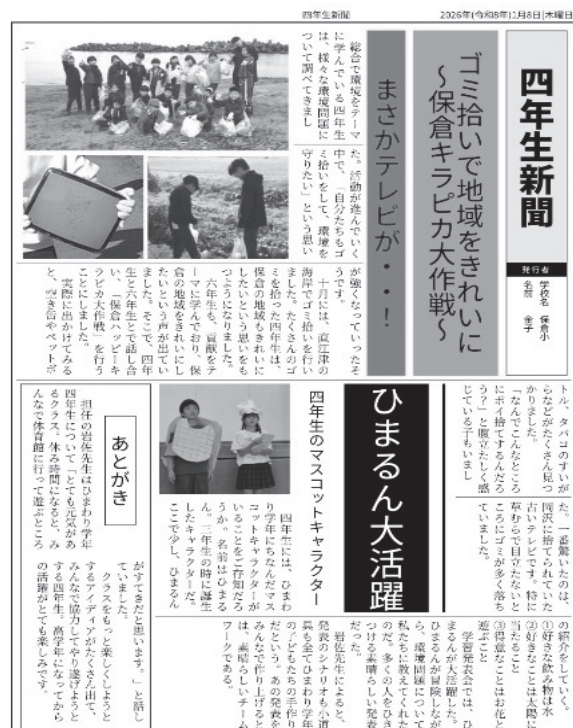 四年生新聞
2026年(令和8年)1月8日|木曜日
四年生新聞
発行者
学校名 保倉小
名前 金子
ゴミ拾いで地域をきれいに
～保倉キラピカ大作戦～
まさかテレビが・・！
総合で環境をテーマ
に学んでいる四年生
は、様々な環境問題に
ついて調べてきまし
た。活動が進んでいく
中で、「自分たちもゴ
ミ拾いをして、環境を
守りたい」という思い
が強くなっていったそ
うです。
十月には、直江津の
海岸でゴミ拾いを行い
ました。たくさんのゴ
ミを拾った四年生は、
保倉の地域もきれいに
したいという思いをも
つようになりました。
六年生も、貢献をテ
ーマに学んでおり、保
倉の地域をきれいにし
たいという声が出てい
ました。そこで、四年
生と六年生とで話し合
い、「保倉ハッピーキ
ラピカ大作戦」を行う
ことにしました。
実際に出かけてみる
と、空き缶やペットボ
トル、タバコのすいが
らなどがたくさん見つ
かりました。
「なんでこんなところ
にポイ捨てするんだろ
う？」と腹立たしく感
じている子もいまし
た。一番驚いたのは、
岡沢に捨てられていた
古いテレビです。特に
草むらで目立たないと
ころにゴミが多く落ち
ていました。
ひまるん大活躍
四年生のマスコットキャラクター
四年生には、ひまわ
り学年にちなんだマス
コットキャラクターが
いることをご存知だろ
うか。名前はひまる
ん。三年生の時に誕生
したキャラクターだ。
ここで少し、ひまるん
の紹介をしていく。
①好きな飲み物は水
②好きなことは太陽に
当たること
③得意なことはお花と
遊ぶこと
学習発表会では、ひ
まるんが大活躍した。
ひまるんが冒険しなが
ら、環境問題について
私たちに教えてくれた
のだ。多くの人をひき
つける素晴らしい発表
だった。
岩佐先生によると、
発表のシナリオも小道
具も全てひまわり学年
の子どもたちの手作り
だという。あの発表を
みんなで作り上げると
は、素晴らしいチーム
ワークである。
あとがき
担任の岩佐先生はひまわり学年
四年生について「とても元気があ
るクラス。休み時間になると、み
んなで体育館に行って遊ぶところ
がすてきだと思います。」と話し
ていました。
クラスをもっと楽しくしようと
するアイディアがたくさん出て、
みんなで協力してやり遂げようと
する四年生。高学年になってから
の活躍がとても楽しみです。